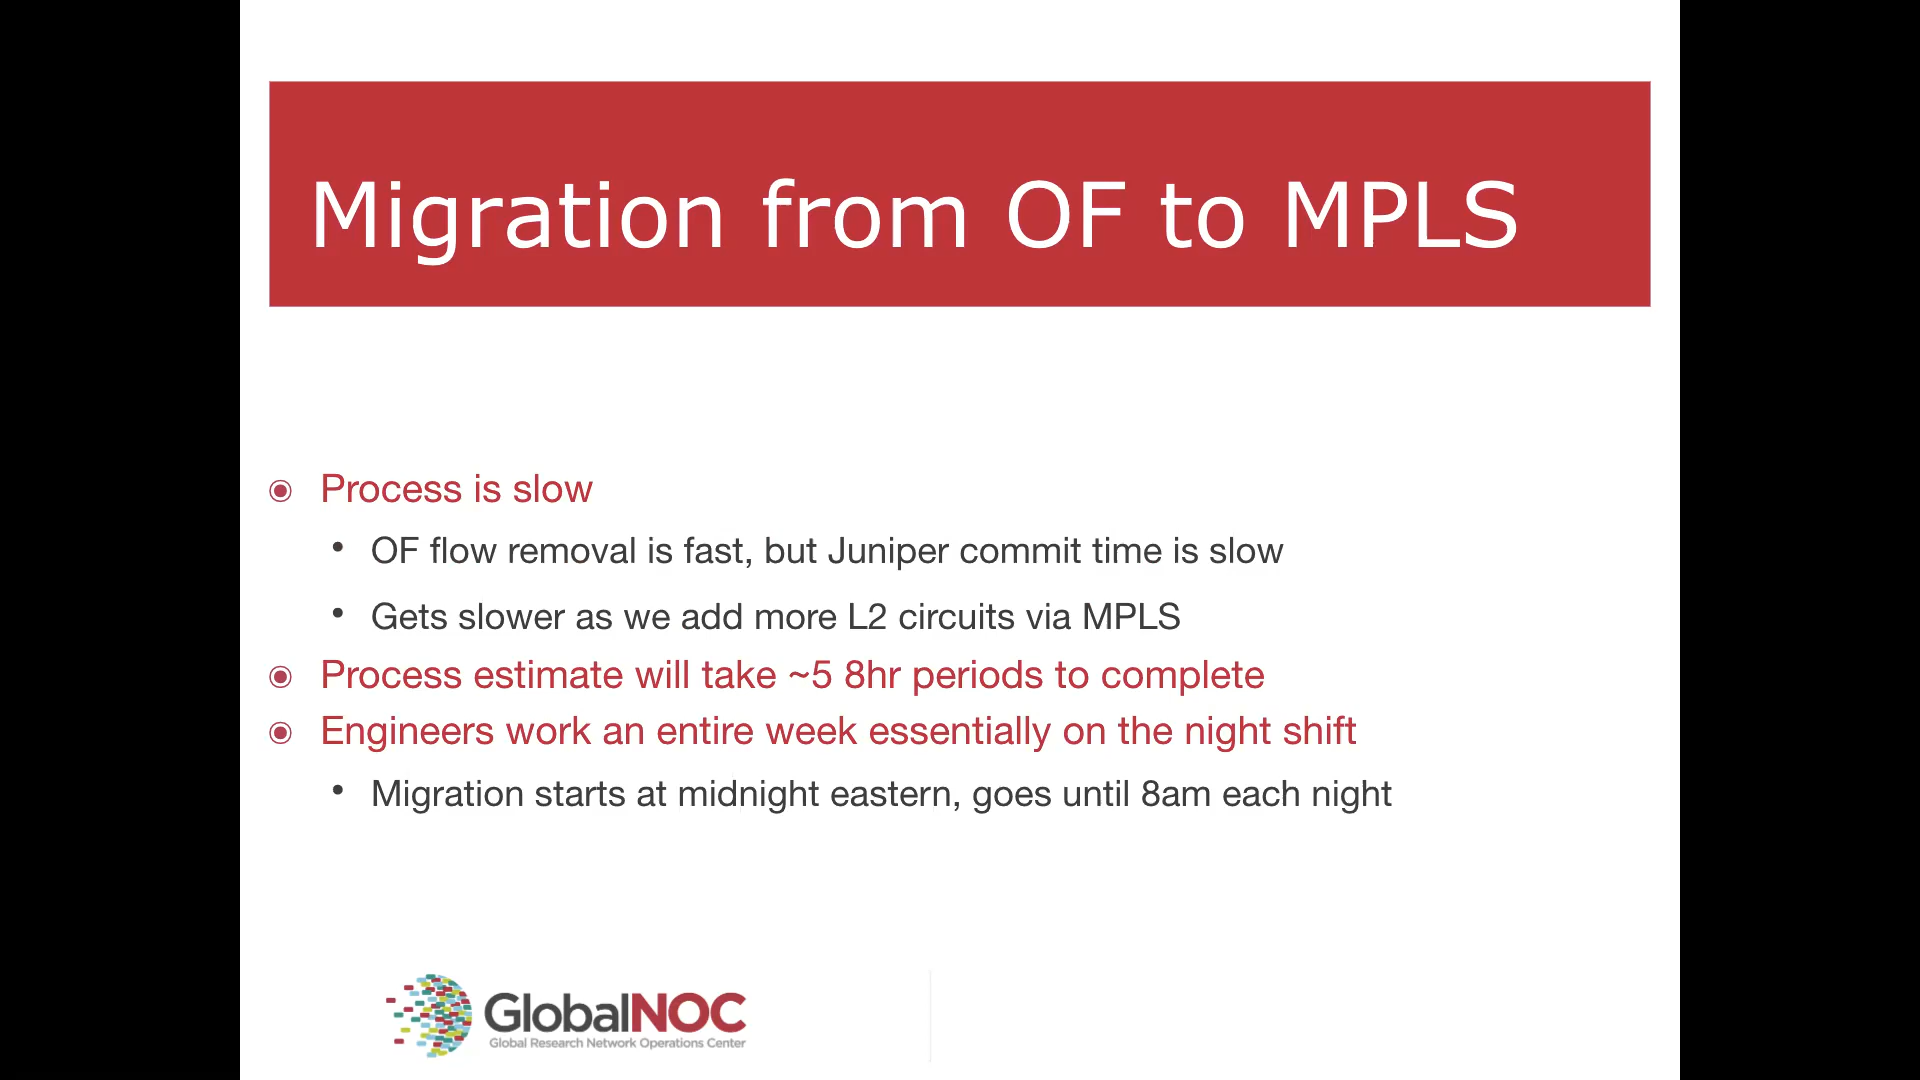 Migration from OF to MPLS
Process is slow
OF flow removal is fast, but Juniper commit time is slow
Gets slower as we add more L2 circuits via MPLS
Process estimate will take ~5 8hr periods to complete
Engineers work an entire week essentially on the night shift
Migration starts at midnight eastern, goes until 8am each night
GlobalNOC
Global Research Network Operations Center